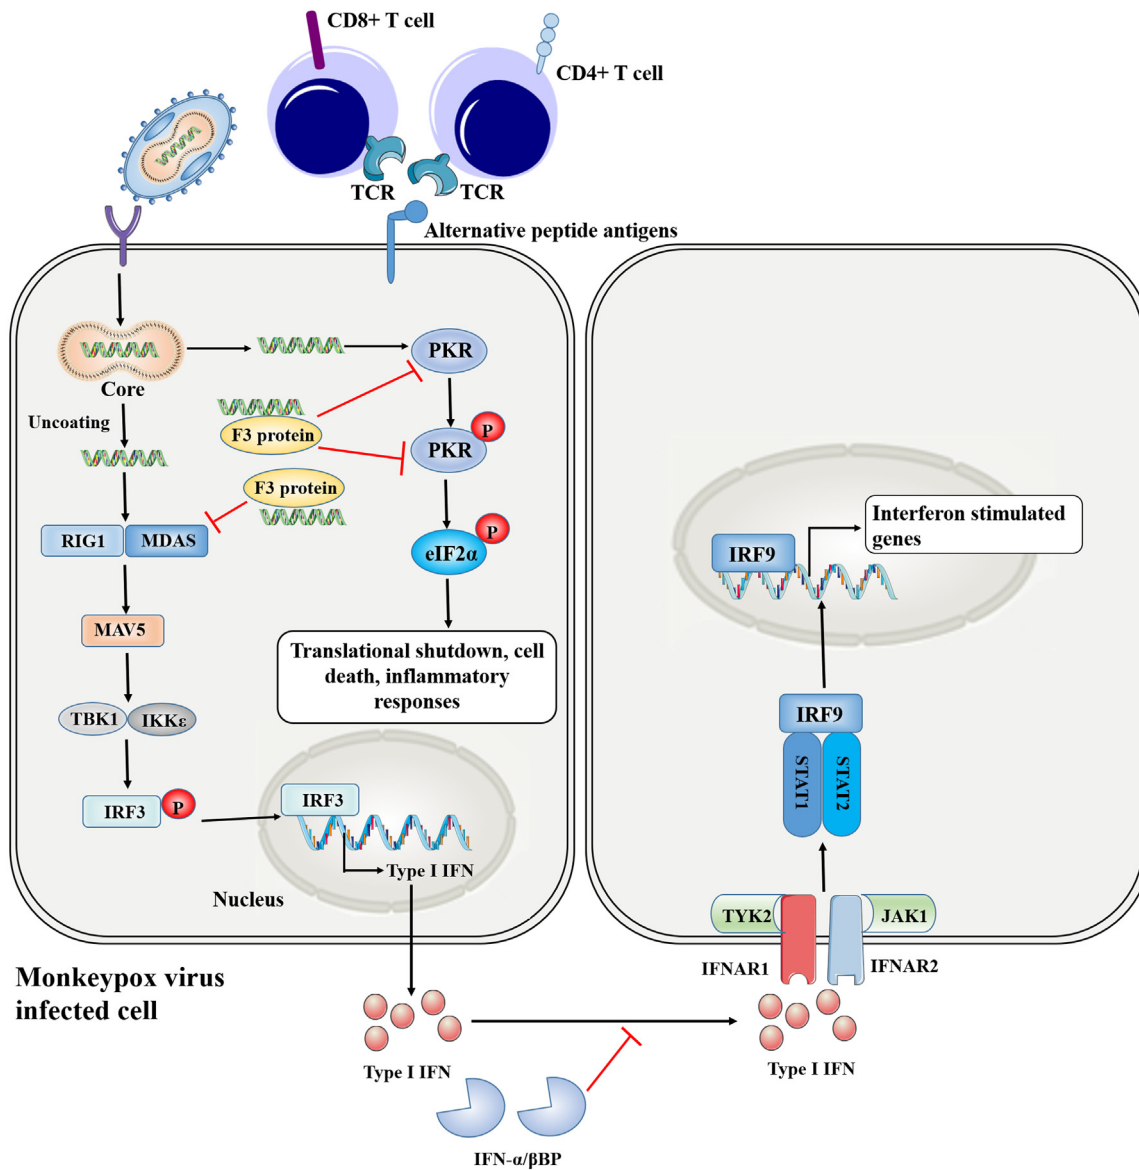 CD8+ T cell
CD4+ T cell
TCR
TCR
Alternative peptide antigens
Core
PKR
Uncoating
F3 protein
PKR
P
F3 protein
RIG1
MDAS
eIF2α
P
MAV5
Translational shutdown, cell
death, inflammatory
responses
TBK1
IKKε
IRF3
P
IRF3
Type I IFN
Nucleus
Monkeypox virus
infected cell
Type I IFN
IFN-α/βBP
Interferon stimulated
genes
IRF9
IRF9
STAT1
STAT2
TYK2
JAK1
IFNAR1
IFNAR2
Type I IFN